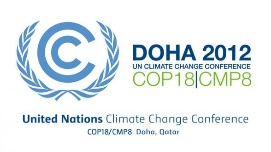 DOHA 2012
UN CLIMATE CHANGE CONFERENCE
COP18|CMP8
United Nations Climate Change Conference
COP18/CMP8 Doha, Qatar